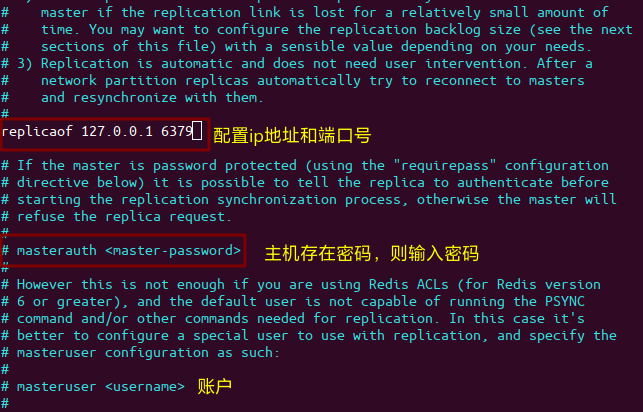 # master if the replication link is lost for a relatively small amount of
# time. You may want to configure the replication backlog size (see the next
# sections of this file) with a sensible value depending on your needs.
# 3) Replication is automatic and does not need user intervention. After a
# network partition replicas automatically try to reconnect to masters
# and resynchronize with them.
#
replicaof 127.0.0.1 6379 配置ip地址和端口号

# If the master is password protected (using the "requirepass" configuration
# directive below) it is possible to tell the replica to authenticate before
# starting the replication synchronization process, otherwise the master will
# refuse the replica request.
#
# masterauth <master-password> 主机存在密码，则输入密码
#
# However this is not enough if you are using Redis ACLs (for Redis version
# 6 or greater), and the default user is not capable of running the PSYNC
# command and/or other commands needed for replication. In this case it's
# better to configure a special user to use with replication, and specify the
# masteruser configuration as such:
#
# masteruser <username> 账户
#